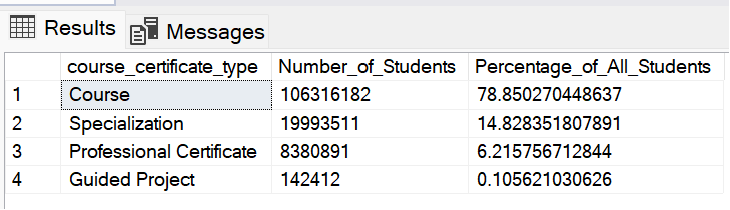 Results Messages
course_certificate_type Number_of_Students Percentage_of_All_Students
1 Course 106316182 78.850270448637
2 Specialization 19993511 14.828351807891
3 Professional Certificate 8380891 6.215756712844
4 Guided Project 142412 0.105621030626